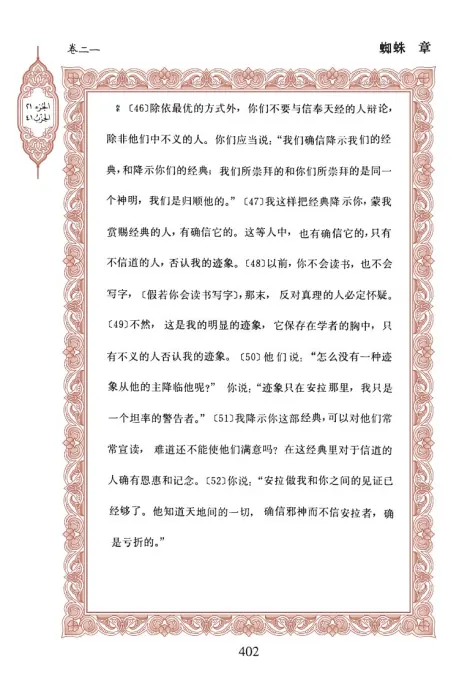 卷二一
蜘蛛 章
الجزء ٢١
الحزب ٤١
〔46〕除依最优的方式外，你们不要与信奉天经的人辩论，
除非他们中不义的人。你们应当说：“我们确信降示我们的经
典，和降示你们的经典；我们所崇拜的和你们所崇拜的是同一
个神明，我们是归顺他的。”〔47〕我这样把经典降示你，蒙我
赏赐经典的人，有确信它的。这等人中，也有确信它的，只有
不信道的人，否认我的迹象。〔48〕以前，你不会读书，也不会
写字，〔假若你会读书写字〕，那末，反对真理的人必定怀疑。
〔49〕不然，这是我的明显的迹象，它保存在学者的胸中，只
有不义的人否认我的迹象。〔50〕他们说：“怎么没有一种迹
象从他的主降临他呢？” 你说：“迹象只在安拉那里，我只是
一个坦率的警告者。”〔51〕我降示你这部经典，可以对他们常
常宣读，难道还不能使他们满意吗？在这经典里对于信道的
人确有恩惠和记念。〔52〕你说：“安拉做我和你之间的见证已
经够了。他知道天地间的一切，确信邪神而不信安拉者，确
是亏折的。”
402